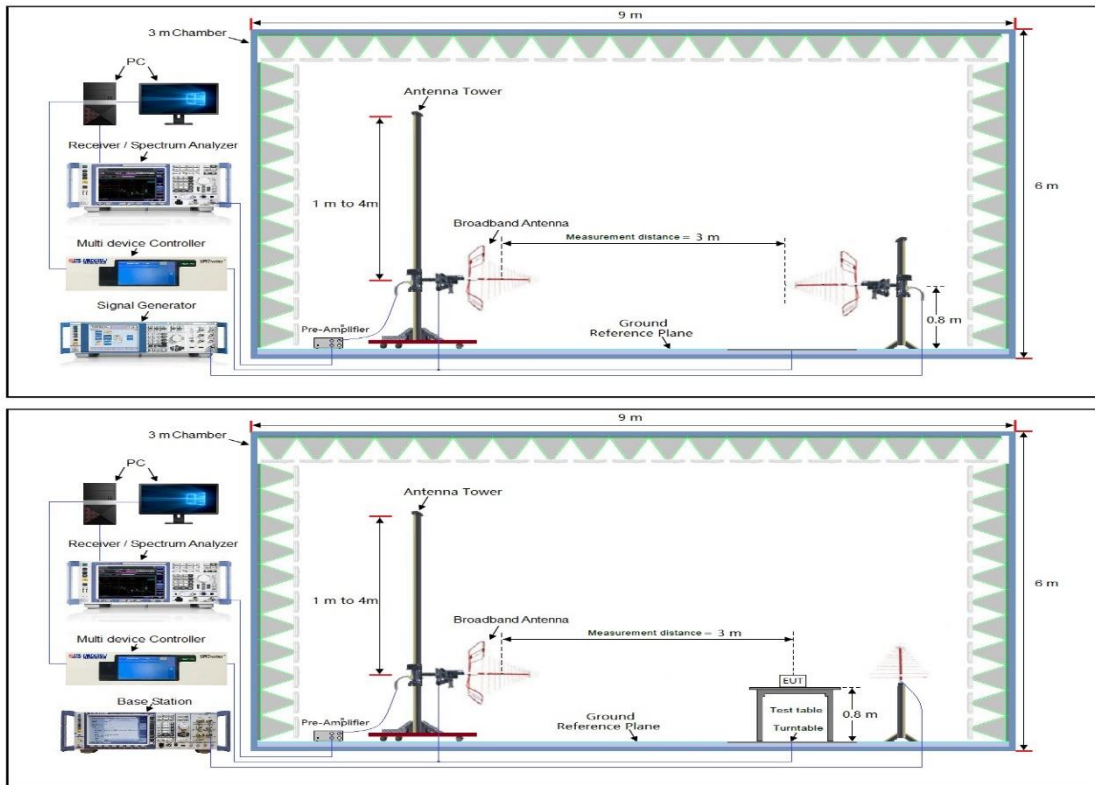 9 m
3 m Chamber
PC
Antenna Tower
Receiver / Spectrum Analyzer
6 m
1 m to 4m
Broadband Antenna
Measurement distance = 3 m
Multi device Controller
Signal Generator
Pre-Amplifier
Ground
Reference Plane
0.8 m
9 m
3 m Chamber
PC
Antenna Tower
Receiver / Spectrum Analyzer
6 m
1 m to 4m
Broadband Antenna
Measurement distance = 3 m
Multi device Controller
EUT
Base Station
Test table
0.8 m
Pre-Amplifier
Ground
Reference Plane
Turntable